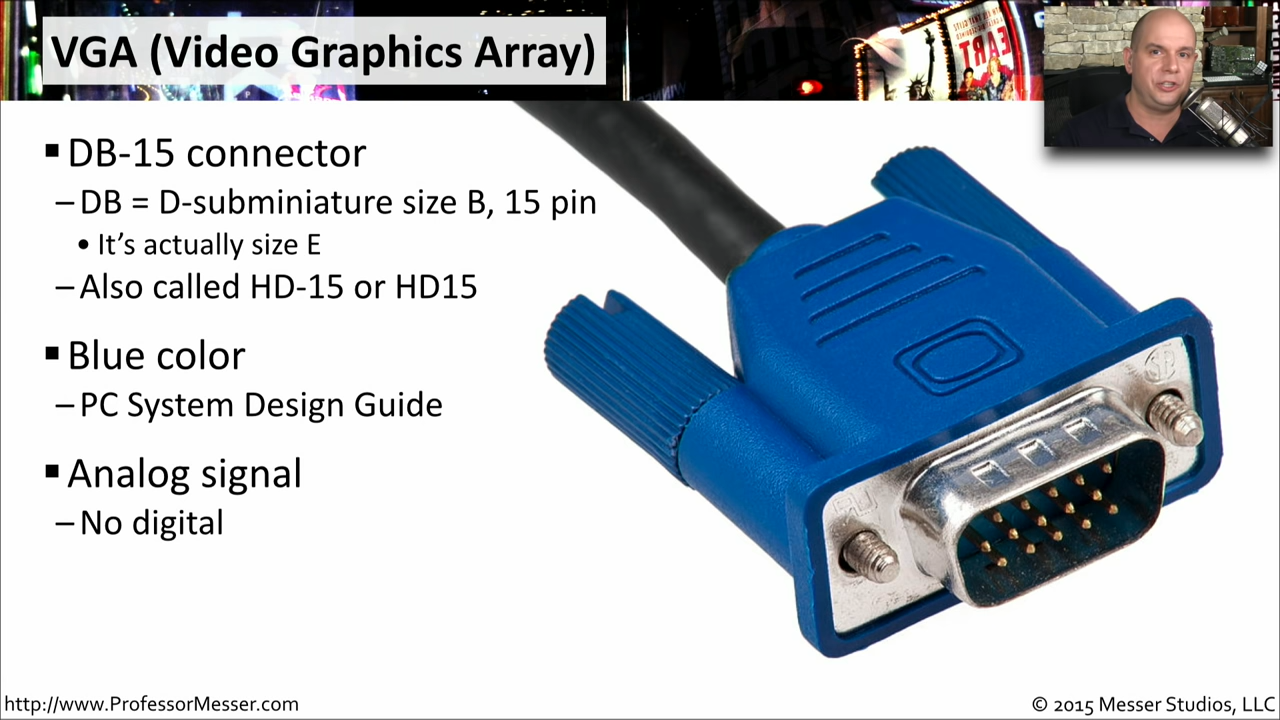 VGA (Video Graphics Array)
▪ DB-15 connector
– DB = D-subminiature size B, 15 pin
• It's actually size E
– Also called HD-15 or HD15
▪ Blue color
– PC System Design Guide
▪ Analog signal
– No digital
http://www.ProfessorMesser.com
© 2015 Messer Studios, LLC